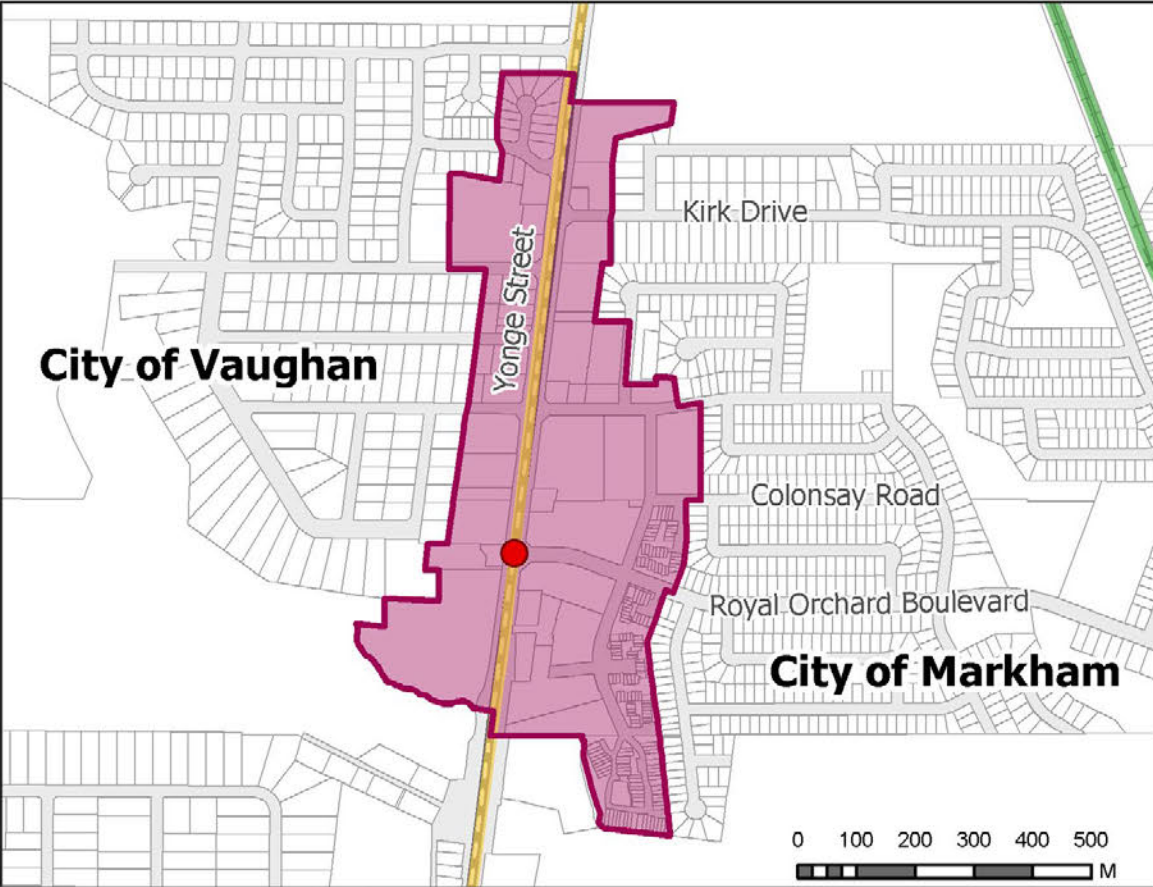 Kirk Drive
Yonge Street
City of Vaughan
Colonsay Road
Royal Orchard Boulevard
City of Markham
0 100 200 300 400 500
M